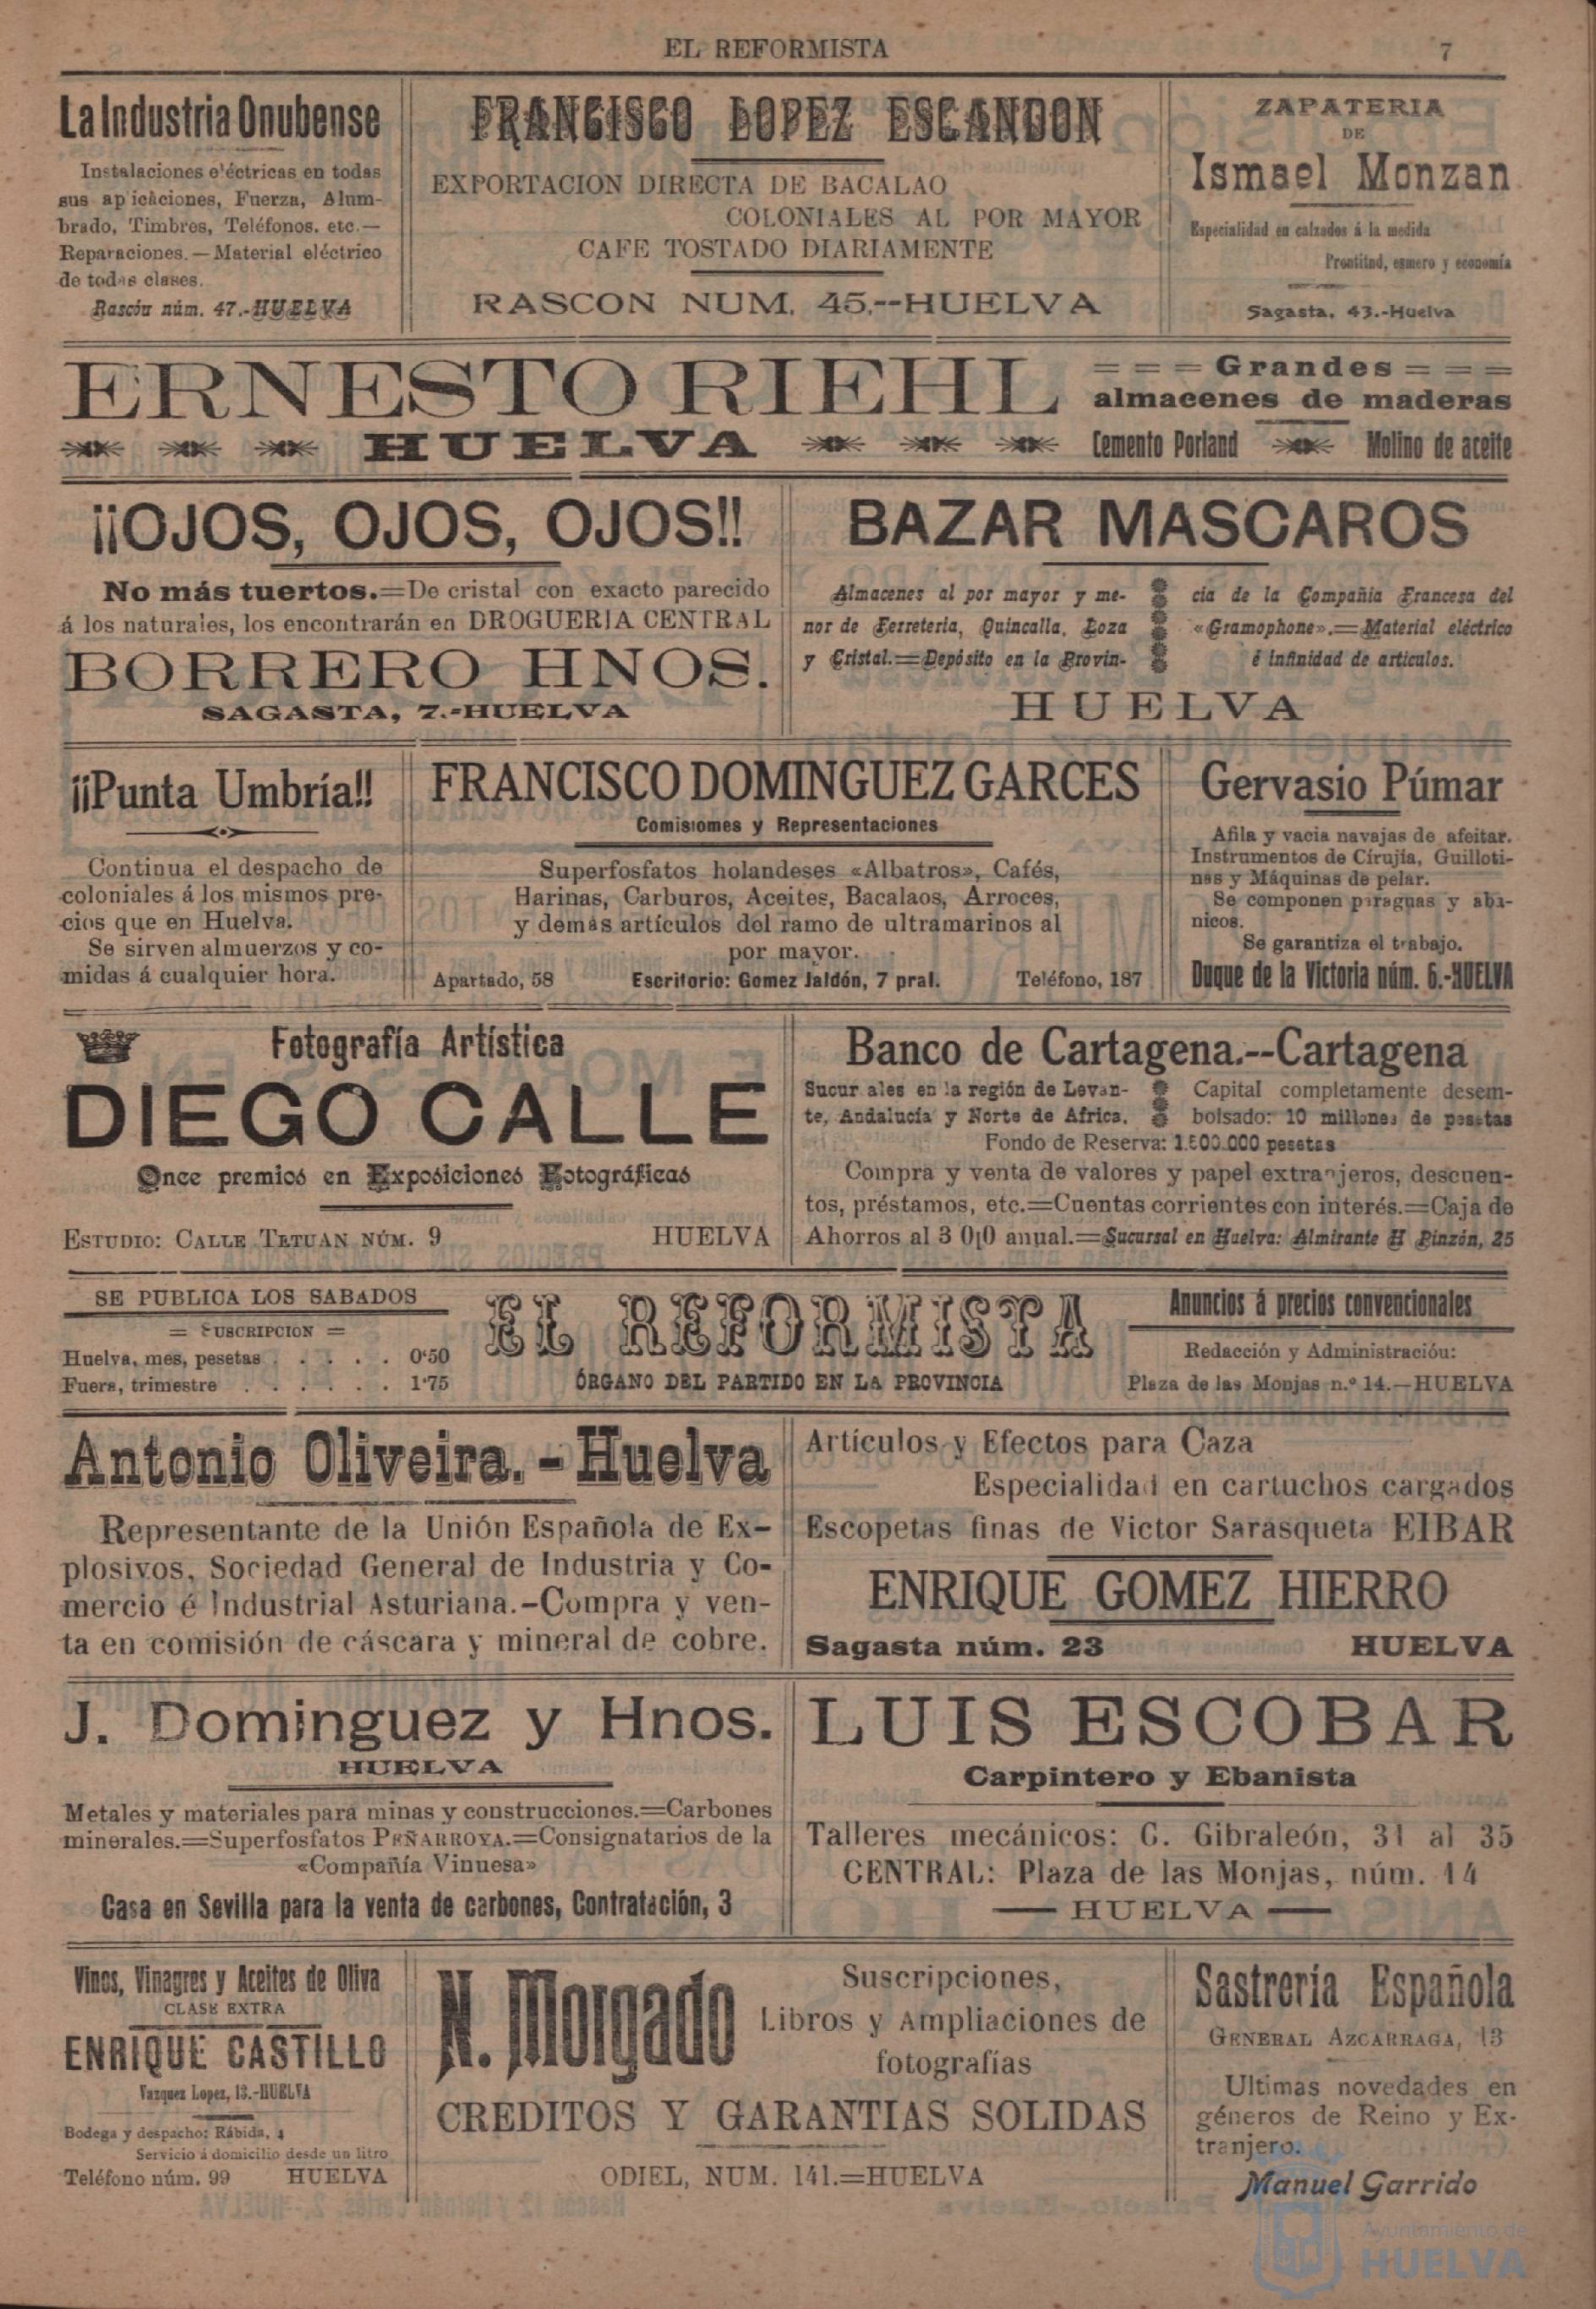 EL REFORMISTA
7
La Industria Onubense
Instalaciones eléctricas en todas
sus apicaciones, Fuerza, Alum-
brado, Timbres, Teléfonos. etc.—
Reparaciones.—Material eléctrico
de todas clases.
Rascón núm. 47.-HUELVA
FRANCISCO LOPEZ ESCANDON
EXPORTACION DIRECTA DE BACALAO
COLONIALES AL POR MAYOR
CAFE TOSTADO DIARIAMENTE
RASCON NUM. 45.--HUELVA
ZAPATERIA
DE
Ismael Monzan
Especialidad en calzados á la medida
Prontitud, esmero y economía
Sagasta, 43.-Huelva
ERNESTO RIEHL
HUELVA
= = = Grandes = = =
almacenes de maderas
Cemento Porland Molino de aceite
¡¡OJOS, OJOS, OJOS!!
No más tuertos.=De cristal con exacto parecido
á los naturales, los encontrarán en DROGUERIA CENTRAL
BORRERO HNOS.
SAGASTA, 7.-HUELVA
BAZAR MASCAROS
Almacenes al por mayor y me-
nor de Ferreteria, Quincalla, Loza
y Cristal.=Depósito en la Provin-
cia de la Compañia Francesa del
«Gramophone».=Material eléctrico
é infinidad de articulos.
HUELVA
¡¡Punta Umbría!!
Continua el despacho de
coloniales á los mismos pre-
cios que en Huelva.
Se sirven almuerzos y co-
midas á cualquier hora.
FRANCISCO DOMINGUEZ GARCES
Comisiomes y Representaciones
Superfosfatos holandeses «Albatros», Cafés,
Harinas, Carburos, Aceites, Bacalaos, Arroces,
y demás artículos del ramo de ultramarinos al
por mayor.
Apartado, 58 Escritorio: Gomez Jaldón, 7 pral. Teléfono, 187
Gervasio Púmar
Afila y vacia navajas de afeitar.
Instrumentos de Cirujia, Guilloti-
nas y Máquinas de pelar.
Se componen piraguas y aba-
nicos.
Se garantiza el trabajo.
Duque de la Victoria núm. 6.-HUELVA
Fotografía Artística
DIEGO CALLE
Once premios en Exposiciones Fotográficas
ESTUDIO: CALLE TETUAN NÚM. 9 HUELVA
Banco de Cartagena.--Cartagena
Sucur ales en la región de Levan-
te, Andalucía y Norte de Africa.
Capital completamente desem-
bolsado: 10 millones de pesetas
Fondo de Reserva: 1.500.000 pesetas
Compra y venta de valores y papel extranjeros, descuen-
tos, préstamos, etc.=Cuentas corrientes con interés.=Caja de
Ahorros al 3 0¡0 anual.=Sucursal en Huelva: Almirante H Pinzón, 25
SE PUBLICA LOS SABADOS
= SUSCRIPCION =
Huelva, mes, pesetas . . . . . 0'50
Fuera, trimestre . . . . . . 1'75
EL REFORMISTA
ÓRGANO DEL PARTIDO EN LA PROVINCIA
Anuncios á precios convencionales
Redacción y Administracióu:
Plaza de las Monjas n.º 14.—HUELVA
Antonio Oliveira.-Huelva
Representante de la Unión Española de Ex-
plosivos, Sociedad General de Industria y Co-
mercio é Industrial Asturiana.-Compra y ven-
ta en comisión de cáscara y mineral de cobre.
Artículos y Efectos para Caza
Especialidad en cartuchos cargados
Escopetas finas de Victor Sarasqueta EIBAR
ENRIQUE GOMEZ HIERRO
Sagasta núm. 23 HUELVA
J. Dominguez y Hnos.
HUELVA
Metales y materiales para minas y construcciones.=Carbones
minerales.=Superfosfatos PEÑARROYA.=Consignatarios de la
«Compañía Vinuesa»
Casa en Sevilla para la venta de carbones, Contratación, 3
LUIS ESCOBAR
Carpintero y Ebanista
Talleres mecánicos: C. Gibraleón, 31 al 35
CENTRAL: Plaza de las Monjas, núm. 14
— HUELVA —
Vinos, Vinagres y Aceites de Oliva
CLASE EXTRA
ENRIQUE CASTILLO
Vazquez Lopez, 13.-HUELVA
Bodega y despacho: Rábida, 4
Servicio á domicilio desde un litro
Teléfono núm. 99 HUELVA
N. Morgado
Suscripciones,
Libros y Ampliaciones de
fotografías
CREDITOS Y GARANTIAS SOLIDAS
ODIEL, NUM. 141.=HUELVA
Sastrería Española
GENERAL AZCARRAGA, 13
Ultimas novedades en
géneros de Reino y Ex-
tranjero.
Manuel Garrido
Ayuntamiento de
HUELVA